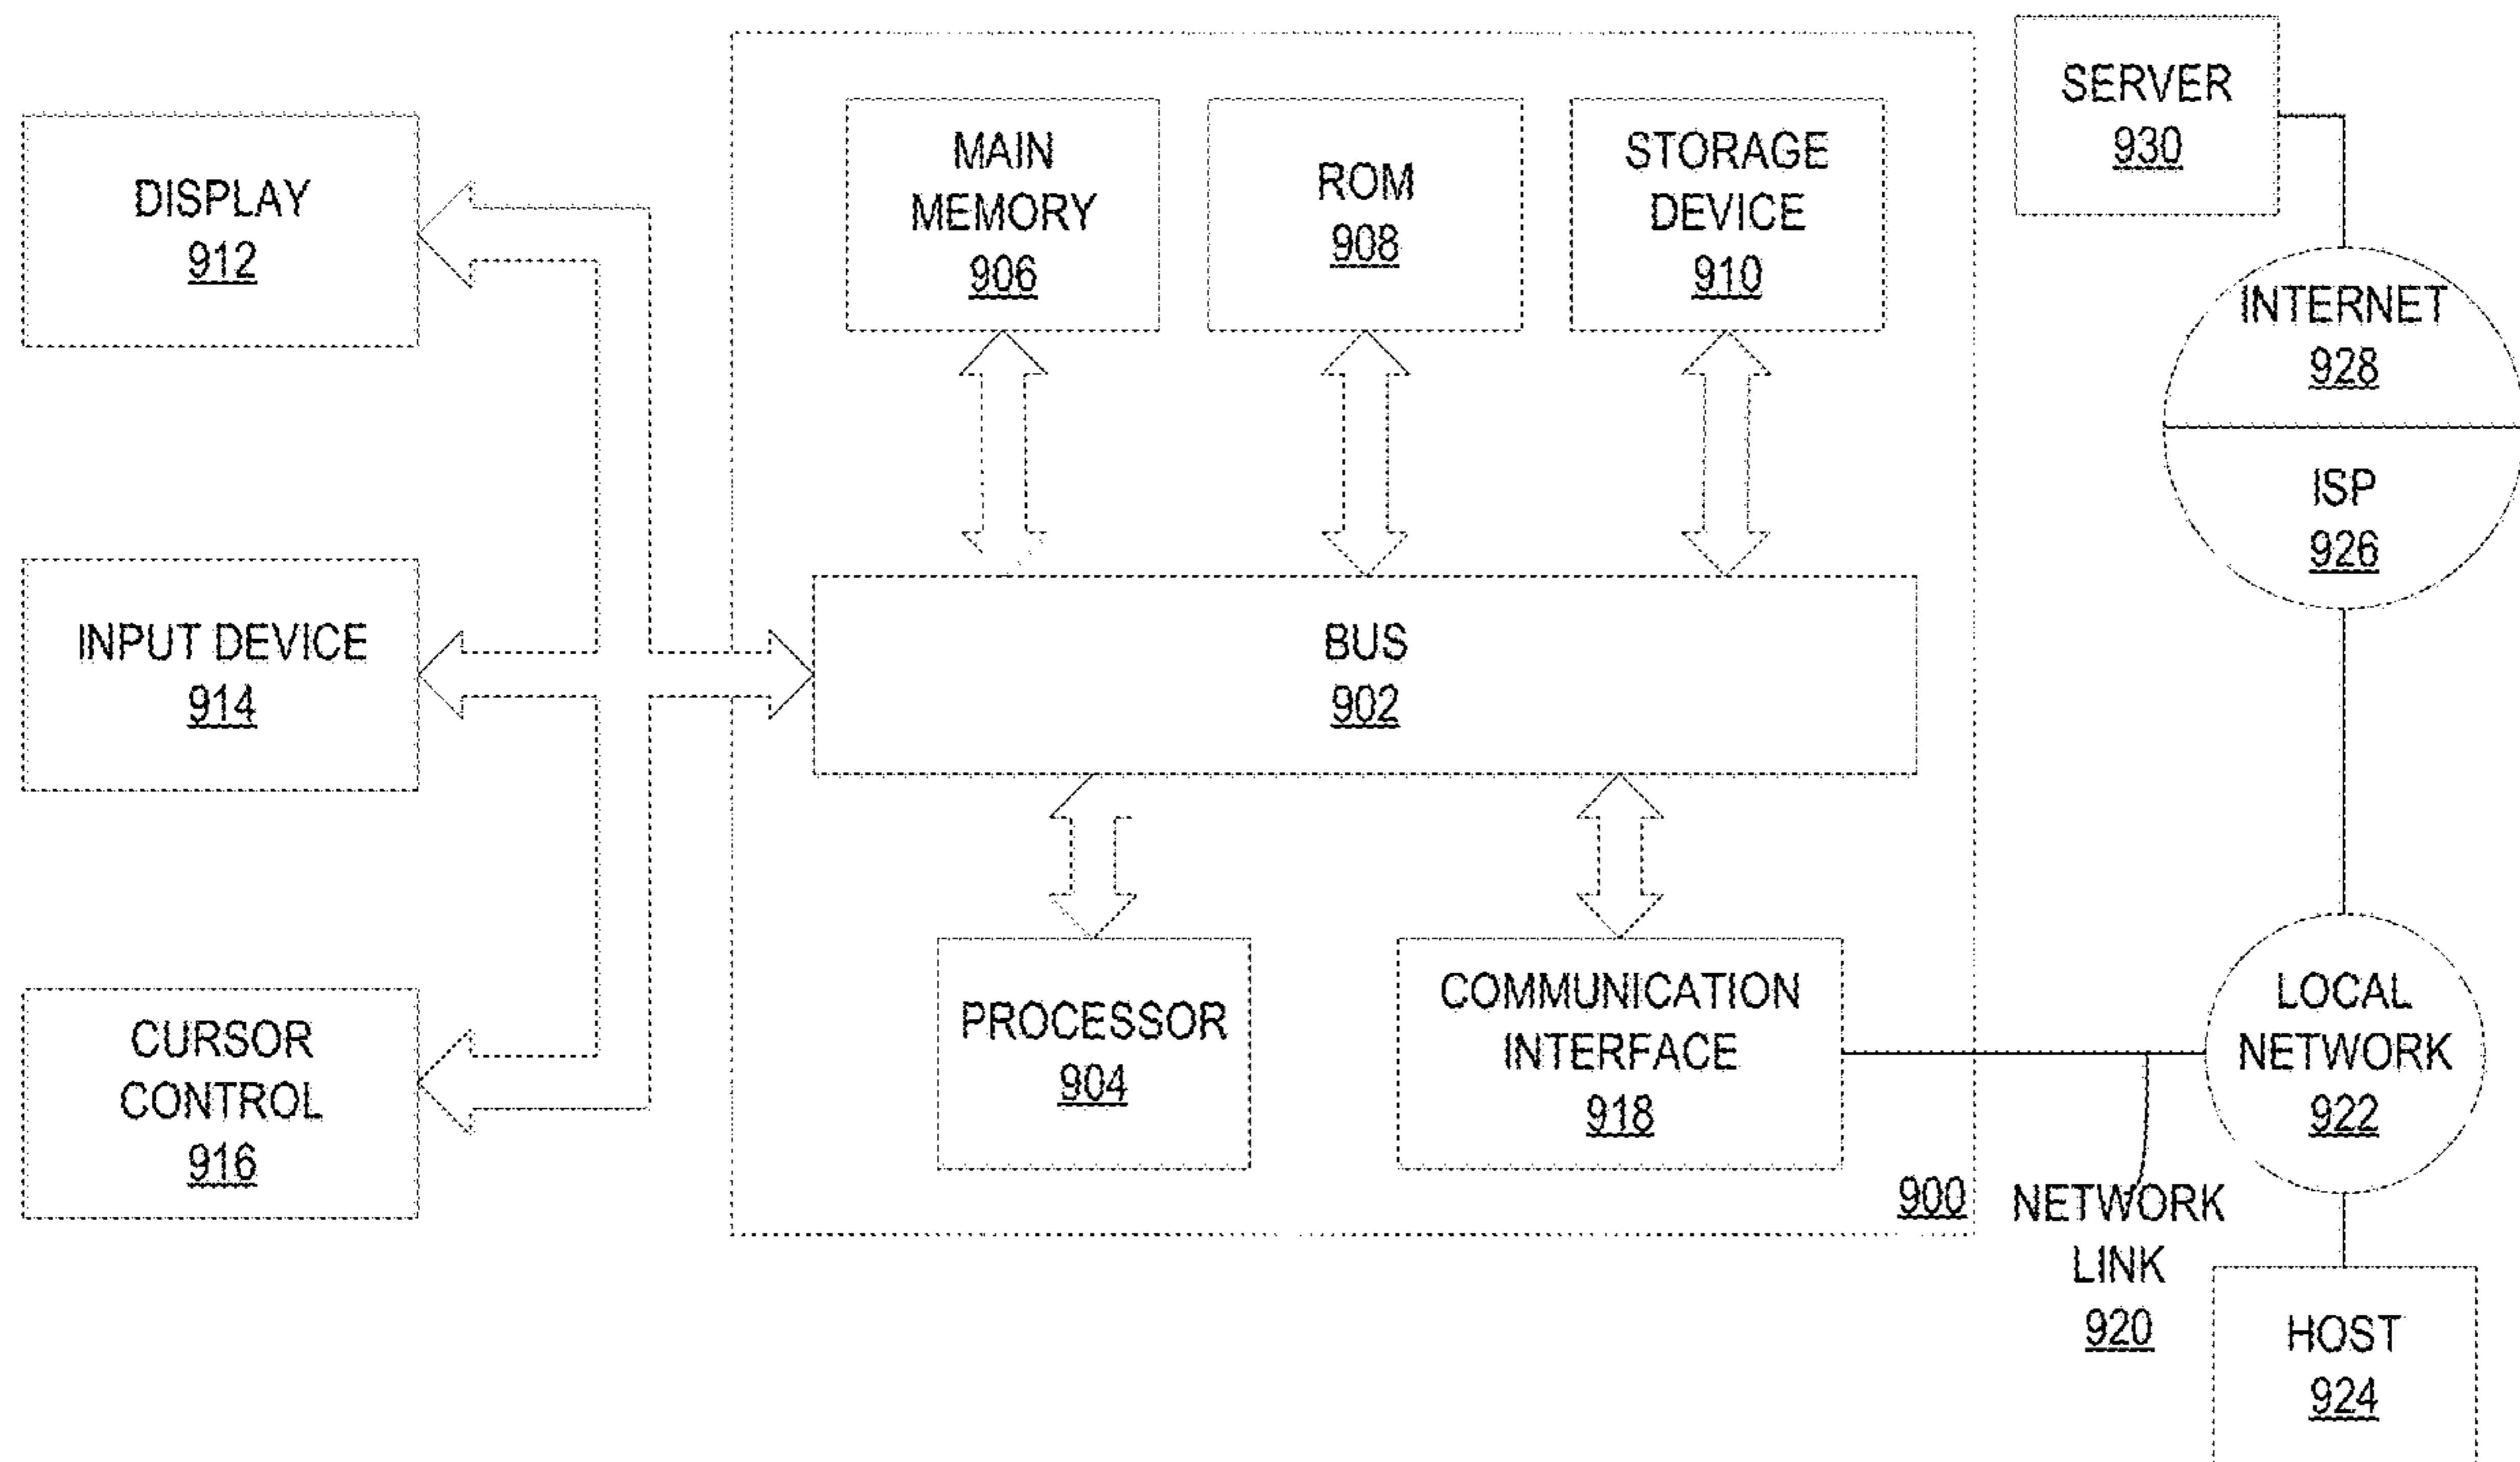 SERVER
930
DISPLAY
912
MAIN
MEMORY
906
ROM
908
STORAGE
DEVICE
910
INTERNET
928
ISP
926
INPUT DEVICE
914
BUS
902
CURSOR
CONTROL
916
PROCESSOR
904
COMMUNICATION
INTERFACE
918
LOCAL
NETWORK
922
900
NETWORK
LINK
920
HOST
924